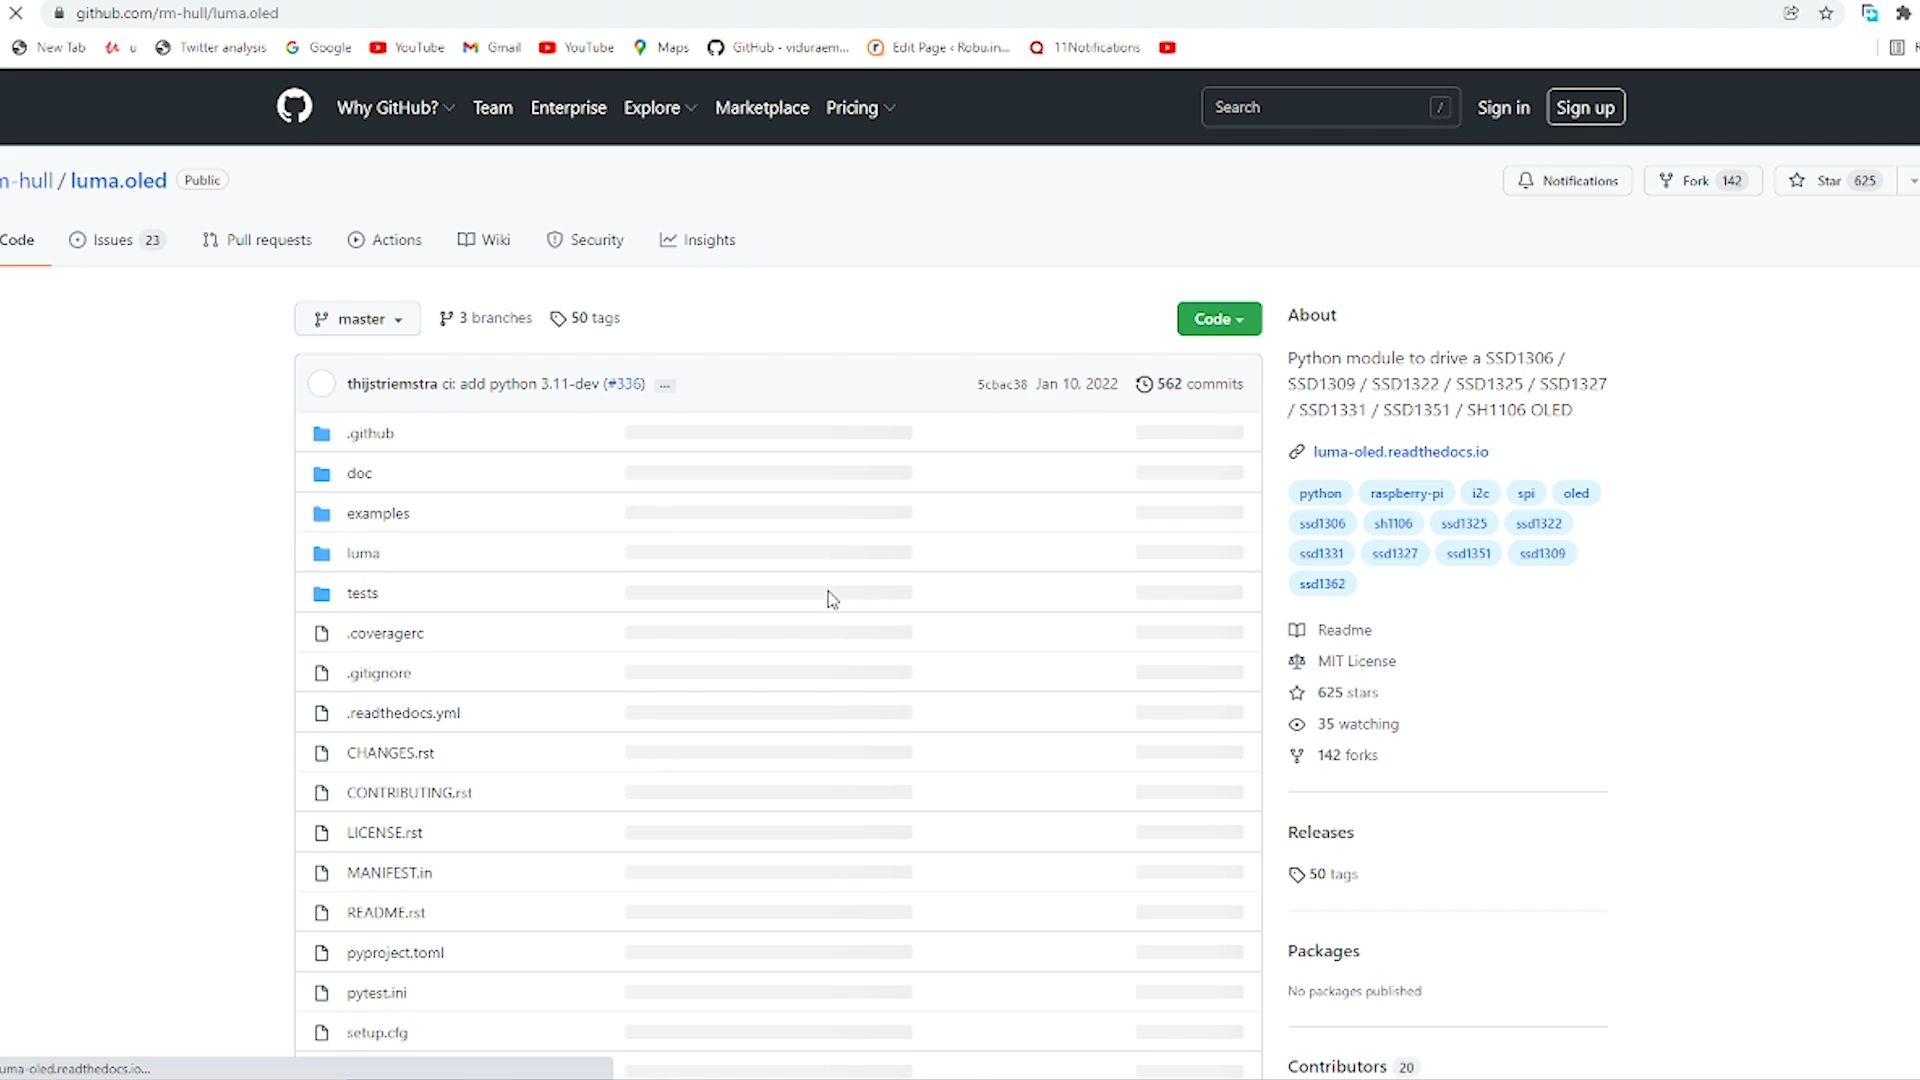 github.com/rm-hull/luma.oled
New Tab u Twitter analysis Google YouTube Gmail YouTube Maps GitHub - viduraem... Edit Page ‹ Robu.in... 11Notifications
Why GitHub? Team Enterprise Explore Marketplace Pricing Search / Sign in Sign up
m-hull / luma.oled Public Notifications Fork 142 Star 625
Code Issues 23 Pull requests Actions Wiki Security Insights
master 3 branches 50 tags Code
thijstriemstra ci: add python 3.11-dev (#336) ... 5cbac38 Jan 10, 2022 562 commits
.github
doc
examples
luma
tests
.coveragerc
.gitignore
.readthedocs.yml
CHANGES.rst
CONTRIBUTING.rst
LICENSE.rst
MANIFEST.in
README.rst
pyproject.toml
pytest.ini
setup.cfg
About
Python module to drive a SSD1306 /
SSD1309 / SSD1322 / SSD1325 / SSD1327
/ SSD1331 / SSD1351 / SH1106 OLED
luma-oled.readthedocs.io
python raspberry-pi i2c spi oled
ssd1306 sh1106 ssd1325 ssd1322
ssd1331 ssd1327 ssd1351 ssd1309
ssd1362
Readme
MIT License
625 stars
35 watching
142 forks
Releases
50 tags
Packages
No packages published
Contributors 20
uma-oled.readthedocs.io...